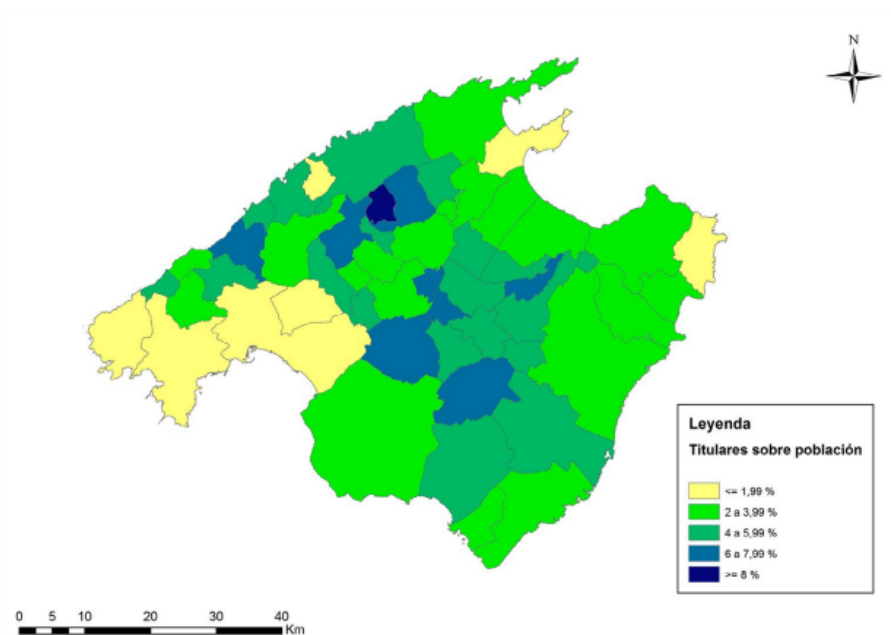 N
Leyenda
Titulares sobre población
<= 1,99 %
2 a 3,99 %
4 a 5,99 %
6 a 7,99 %
>= 8 %
0 5 10 20 30 40
Km